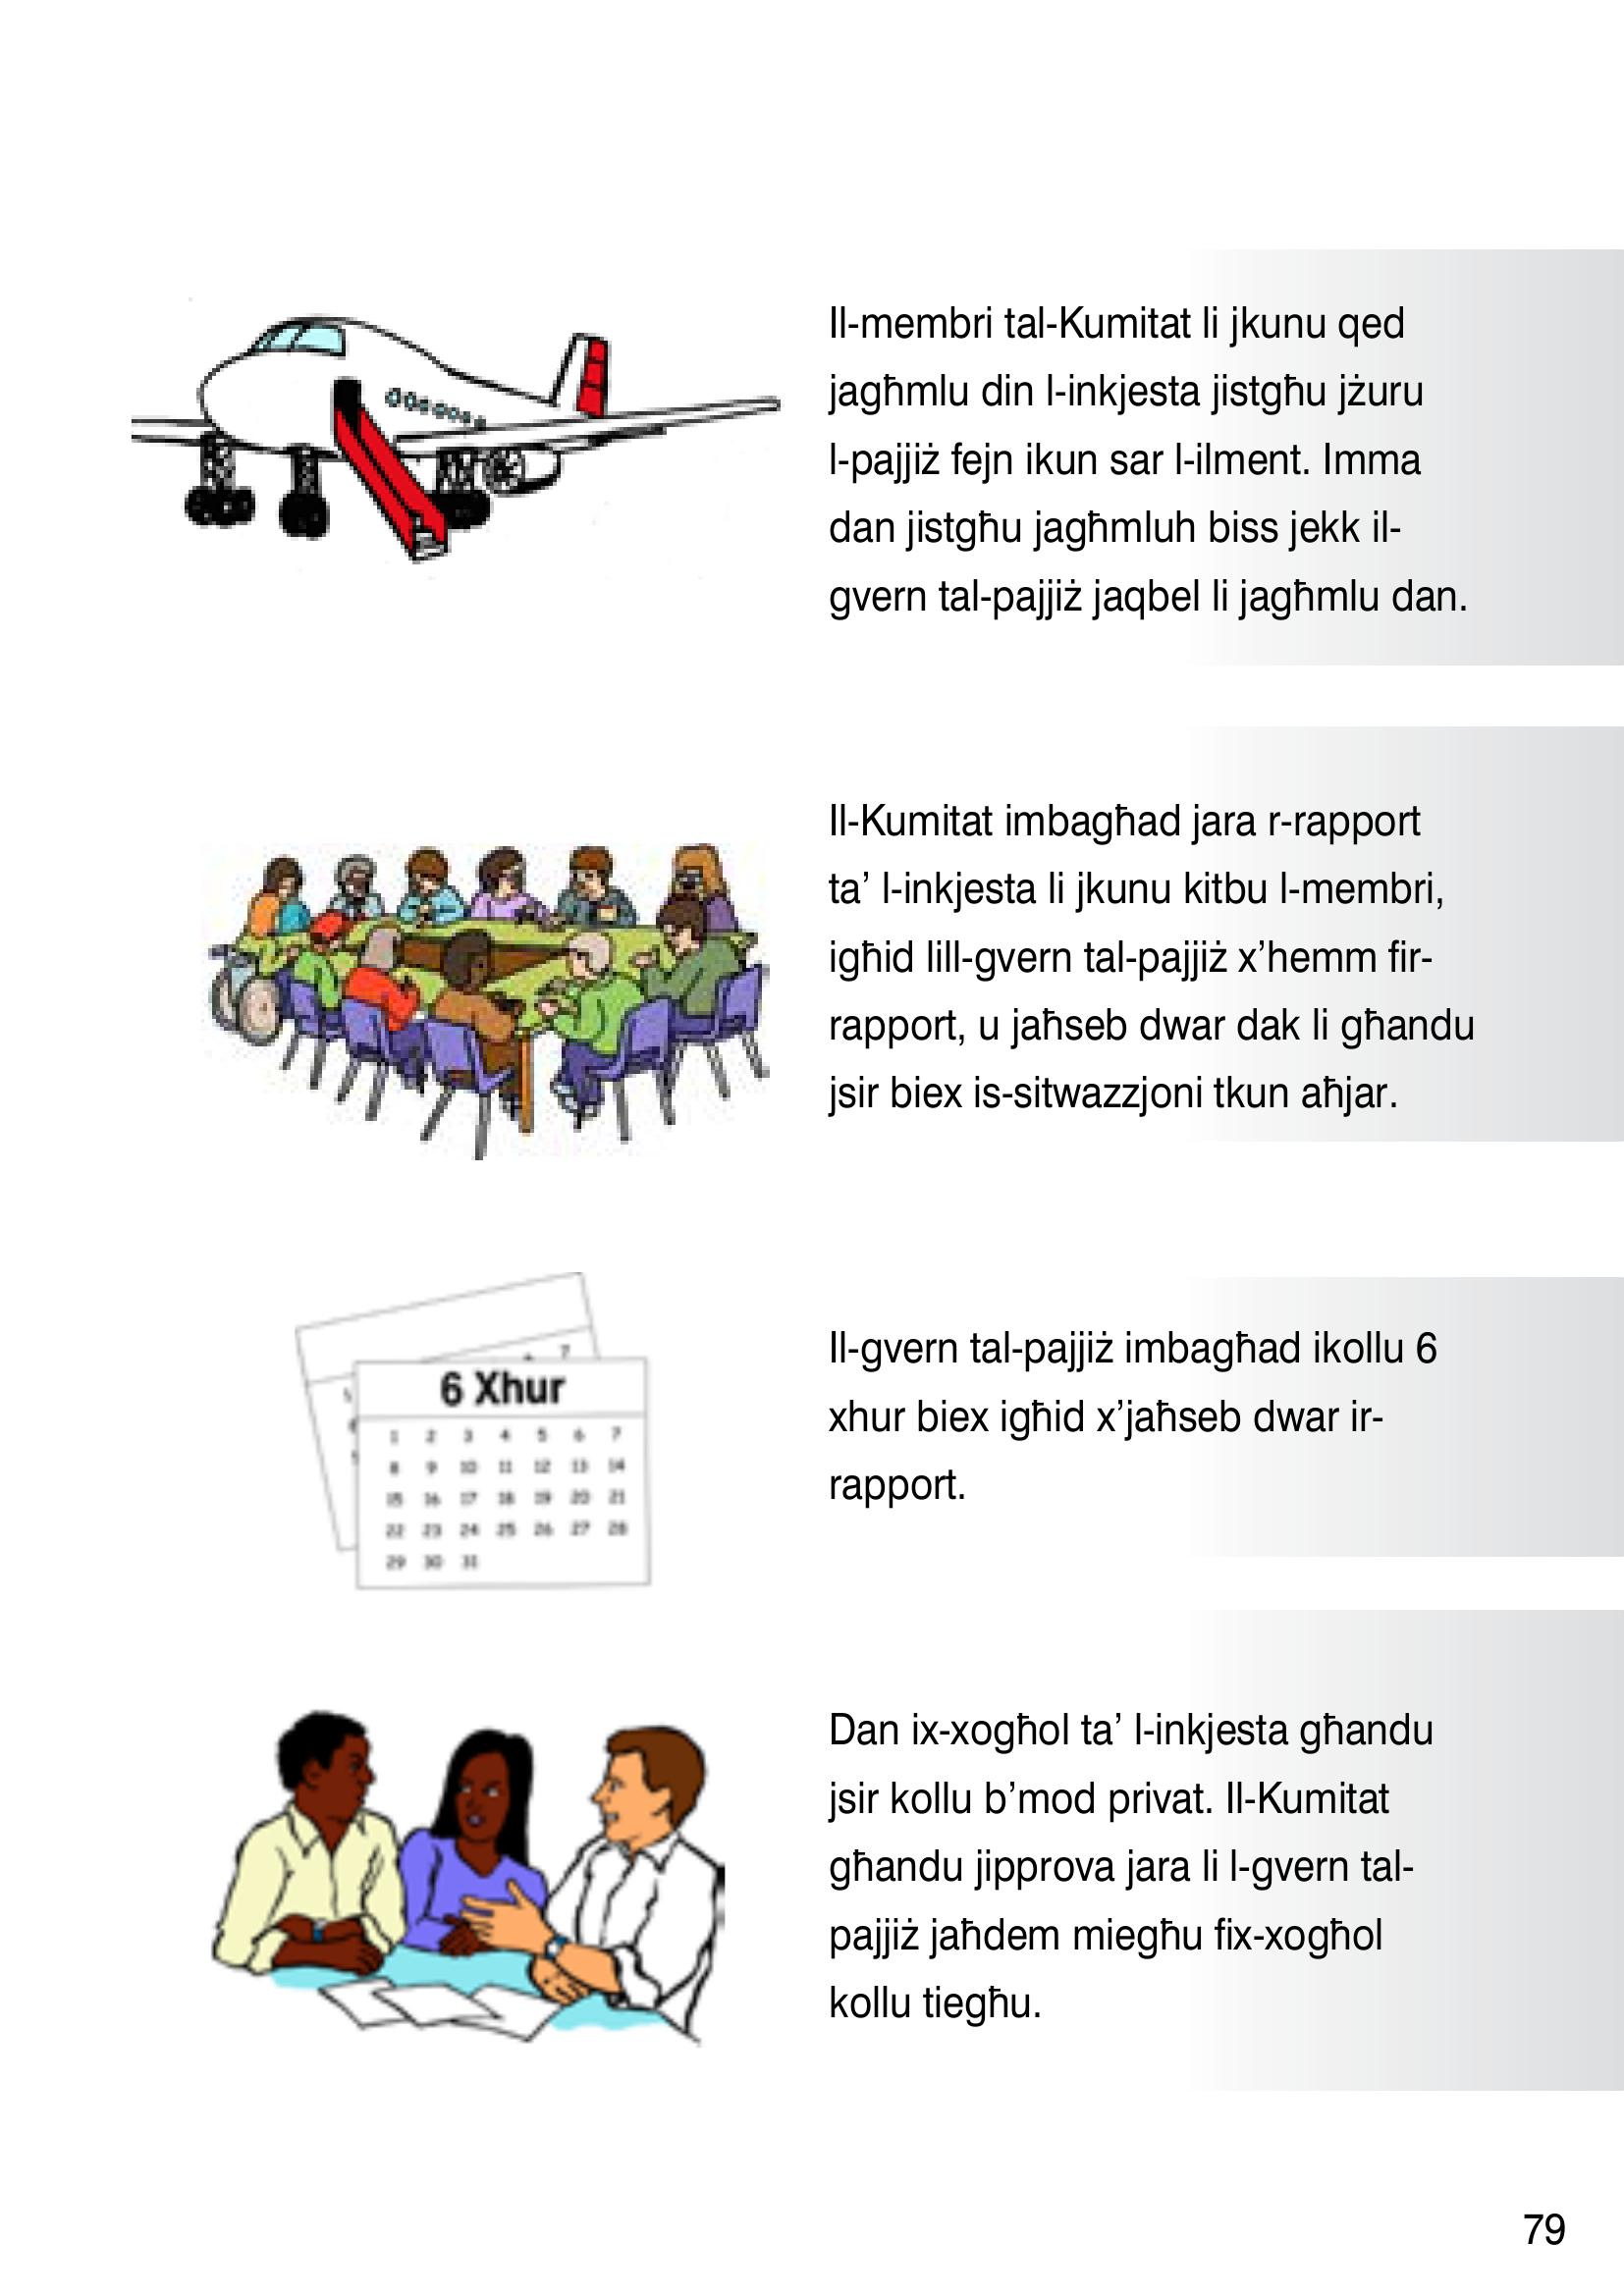 Il-membri tal-Kumitat li jkunu qed
jagħmlu din l-inkjesta jistgħu jżuru
l-pajjiż fejn ikun sar l-ilment. Imma
dan jistgħu jagħmluh biss jekk il-
gvern tal-pajjiż jaqbel li jagħmlu dan.
Il-Kumitat imbagħad jara r-rapport
ta’ l-inkjesta li jkunu kitbu l-membri,
igħid lill-gvern tal-pajjiż x’hemm fir-
rapport, u jaħseb dwar dak li għandu
jsir biex is-sitwazzjoni tkun aħjar.
7
6 Xhur
1 2 3 4 5 6 7
8 9 10 11 12 13 14
15 16 17 18 19 20 21
22 23 24 25 26 27 28
29 30 31
Il-gvern tal-pajjiż imbagħad ikollu 6
xhur biex igħid x’jaħseb dwar ir-
rapport.
Dan ix-xogħol ta’ l-inkjesta għandu
jsir kollu b’mod privat. Il-Kumitat
għandu jipprova jara li l-gvern tal-
pajjiż jaħdem miegħu fix-xogħol
kollu tiegħu.
79